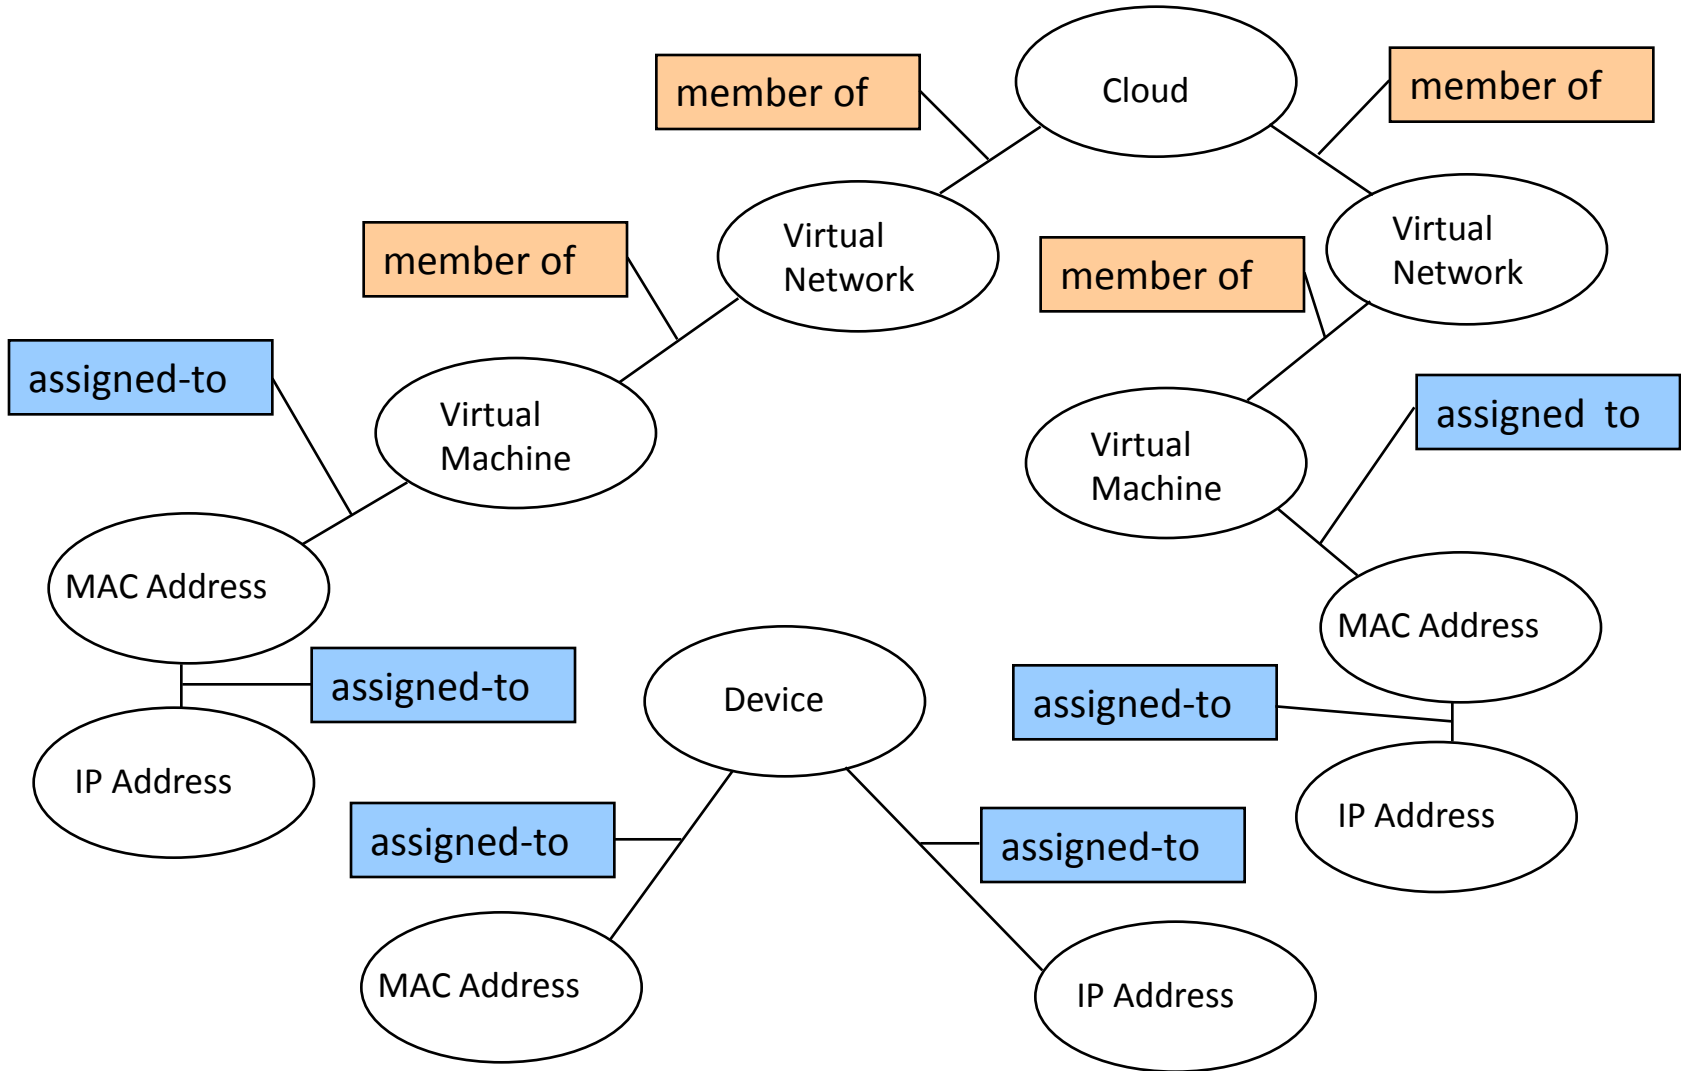 Cloud
member of
member of
Virtual
Network
Virtual
Network
member of
member of
assigned-to
Virtual
Machine
assigned  to
Virtual
Machine
MAC Address
MAC Address
assigned-to
Device
assigned-to
IP Address
IP Address
assigned-to
assigned-to
MAC Address
IP Address